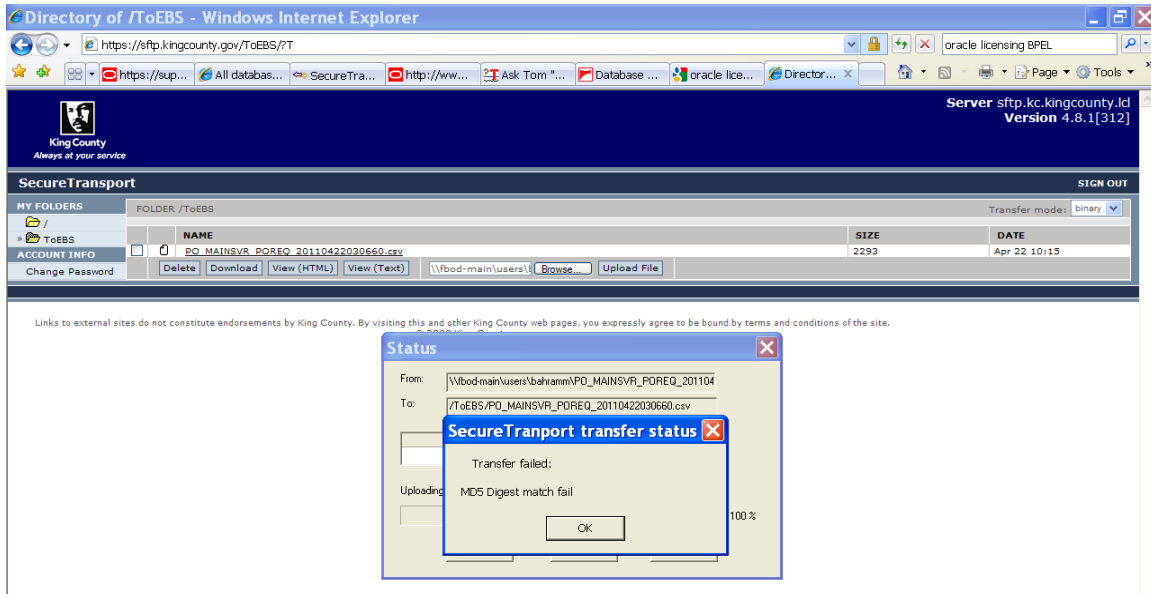 Directory of /ToEBS - Windows Internet Explorer
https://sftp.kingcounty.gov/ToEBS/?T
oracle licensing BPEL
https://sup...
All databas...
SecureTra...
http://ww...
Ask Tom "...
Database ...
oracle lice...
Director...
Page
Tools
King County
Always at your service
Server sftp.kc.kingcounty.lcl
Version 4.8.1[312]
SecureTransport
SIGN OUT
MY FOLDERS
/
» ToEBS
ACCOUNT INFO
Change Password
FOLDER /ToEBS
Transfer mode: binary
NAME SIZE DATE
PO_MAINSVR_POREQ_20110422030660.csv 2293 Apr 22 10:15
Delete Download View (HTML) View (Text) \\fbod-main\users\ Browse... Upload File
Links to external sites do not constitute endorsements by King County. By visiting this and other King County web pages, you expressly agree to be bound by terms and conditions of the site.
Status
From: \\fbod-main\users\bahramm\PO_MAINSVR_POREQ_201104
To: /ToEBS/PO_MAINSVR_POREQ_20110422030660.csv
Uploading
100 %
SecureTranport transfer status
Transfer failed:
MD5 Digest match fail
OK